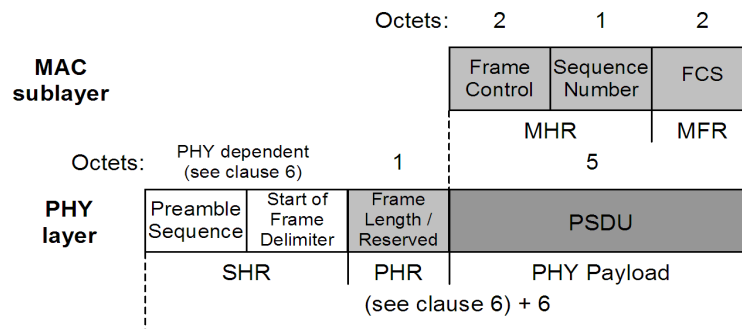 Octets: 2 1 2
MAC sublayer
Frame Control
Sequence Number
FCS
MHR MFR
Octets: PHY dependent (see clause 6) 1 5
PHY layer
Preamble Sequence
Start of Frame Delimiter
Frame Length / Reserved
PSDU
SHR PHR PHY Payload
(see clause 6) + 6